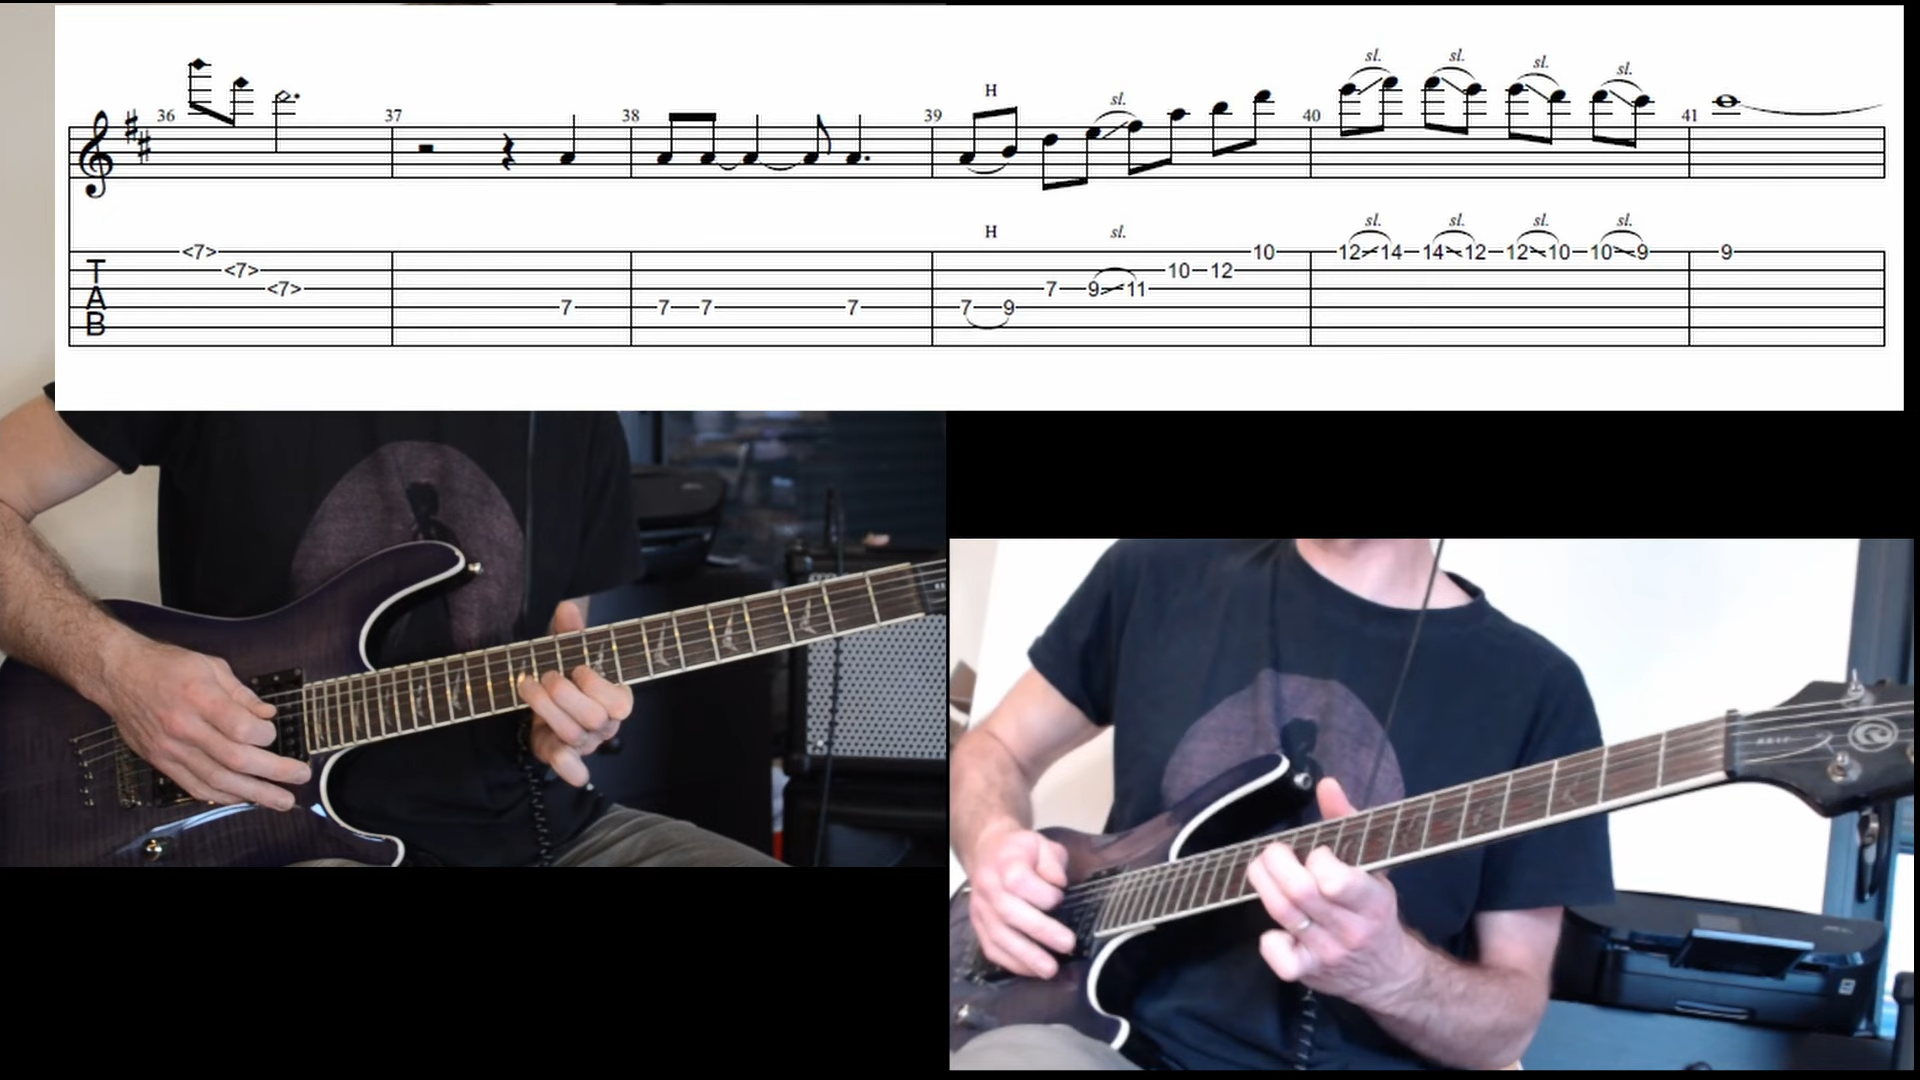 sl. sl. sl. sl.
H sl.
36 37 38 39 40 41
H sl. sl. sl. sl. sl.
T <7> 12 14 14 12 12 10 10 9 9
<7> 10 12 10
A <7> 7 9 11
7 7 7 7 7 9
B